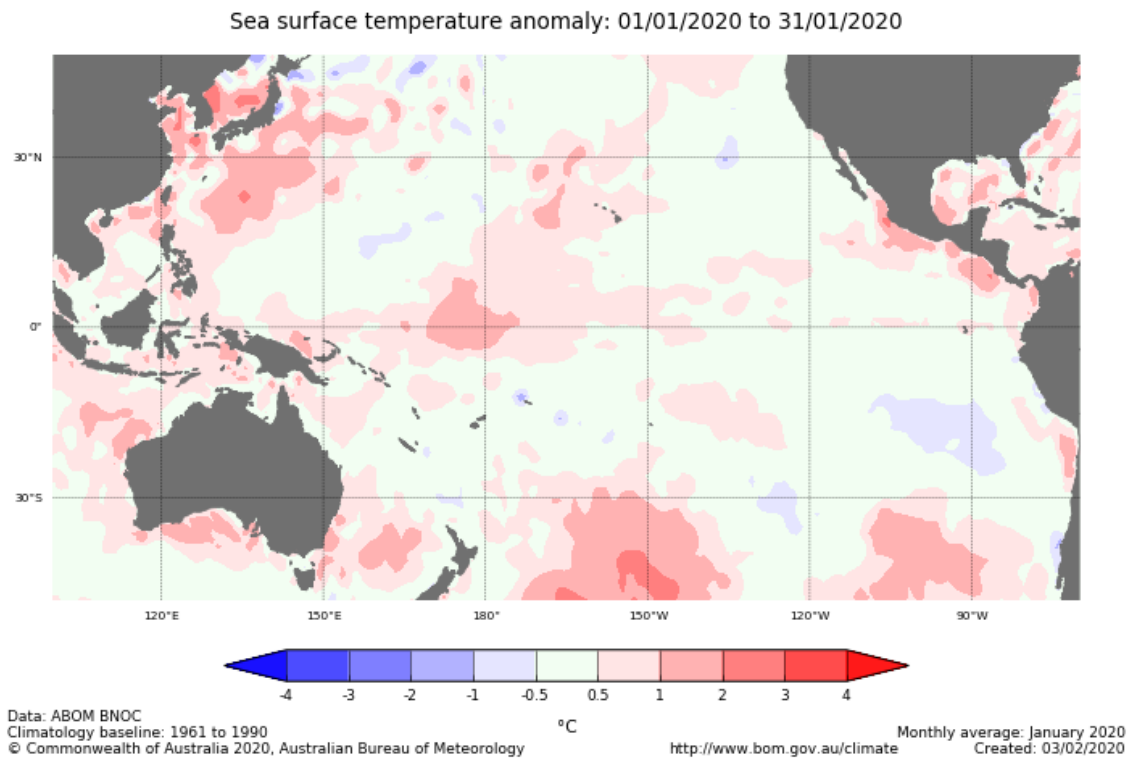 Sea surface temperature anomaly: 01/01/2020 to 31/01/2020
30°N
0°
30°S
120°E 150°E 180° 150°W 120°W 90°W
-4 -3 -2 -1 -0.5 0.5 1 2 3 4
°C
Data: ABOM BNOC
Climatology baseline: 1961 to 1990
© Commonwealth of Australia 2020, Australian Bureau of Meteorology
http://www.bom.gov.au/climate
Monthly average: January 2020
Created: 03/02/2020